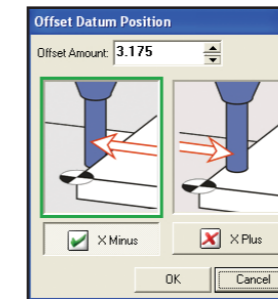 Offset Datum Position
Offset Amount: 3.175
X Minus X Plus
OK Cancel